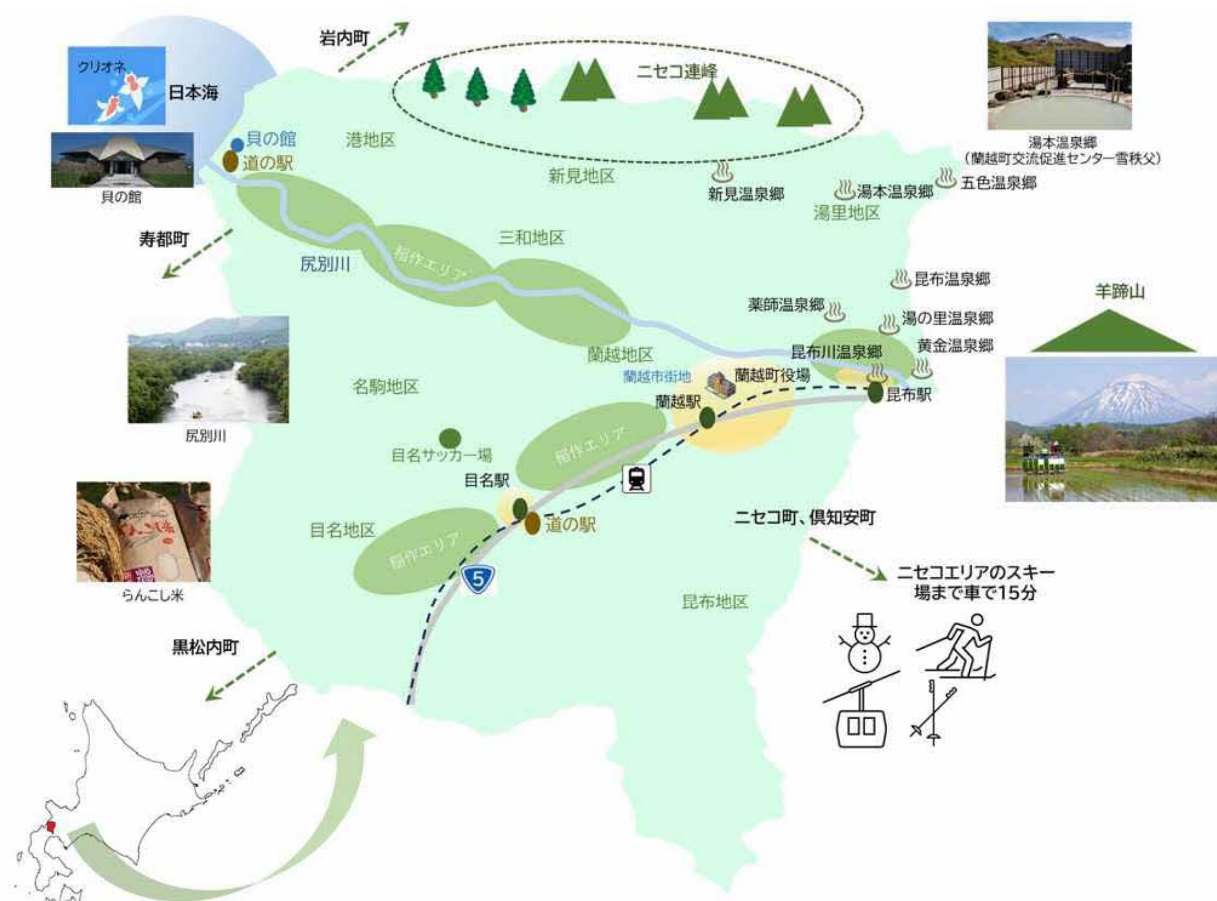 岩内町
クリオネ
日本海
ニセコ連峰
貝の館
道の駅
港地区
貝の館
湯本温泉郷
(蘭越町交流促進センター雪秩父)
新見地区
新見温泉郷
湯本温泉郷
五色温泉郷
湯里地区
寿都町
尻別川
稲作エリア
三和地区
昆布温泉郷
薬師温泉郷
湯の里温泉郷
羊蹄山
蘭越地区
昆布川温泉郷
黄金温泉郷
名駒地区
蘭越市街地
蘭越町役場
蘭越駅
昆布駅
尻別川
目名サッカー場
稲作エリア
目名駅
道の駅
目名地区
稲作エリア
ニセコ町、倶知安町
5
らんこし米
昆布地区
ニセコエリアのスキー
場まで車で15分
黒松内町